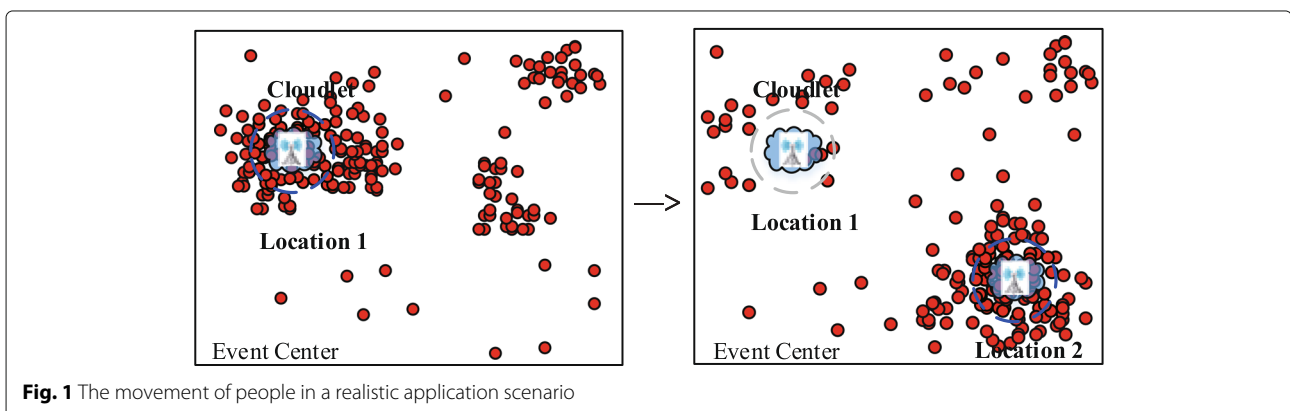 Cloudlet
Location 1
Event Center
Cloudlet
Location 1
Location 2
Event Center
Fig. 1 The movement of people in a realistic application scenario